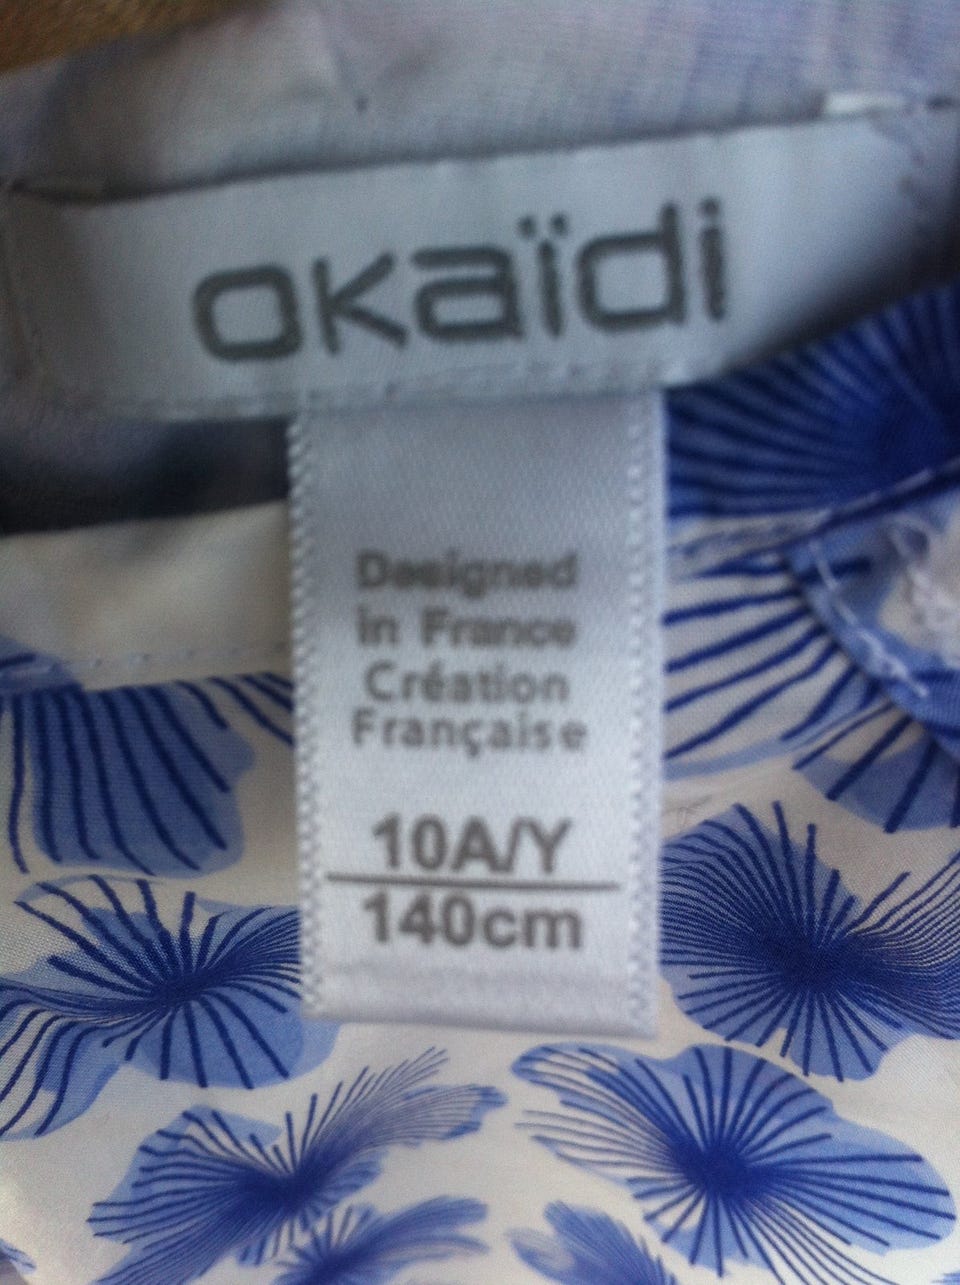 okaïdi
Designed
in France
Création
Française
10A/Y
140cm